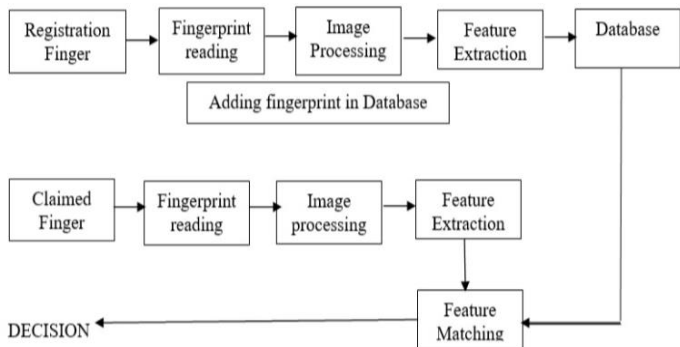 Registration
Finger
Fingerprint
reading
Image
Processing
Feature
Extraction
Database
Adding fingerprint in Database
Claimed
Finger
Fingerprint
reading
Image
processing
Feature
Extraction
Feature
Matching
DECISION